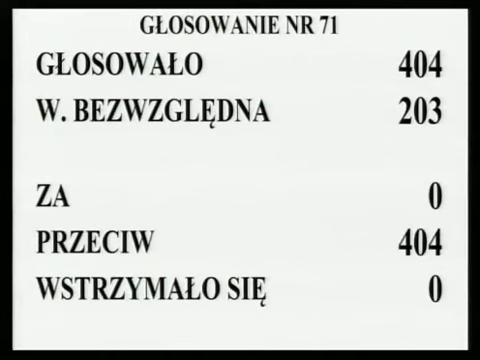 GŁOSOWANIE NR 71
GŁOSOWAŁO 404
W. BEZWZGLĘDNA 203
ZA 0
PRZECIW 404
WSTRZYMAŁO SIĘ 0